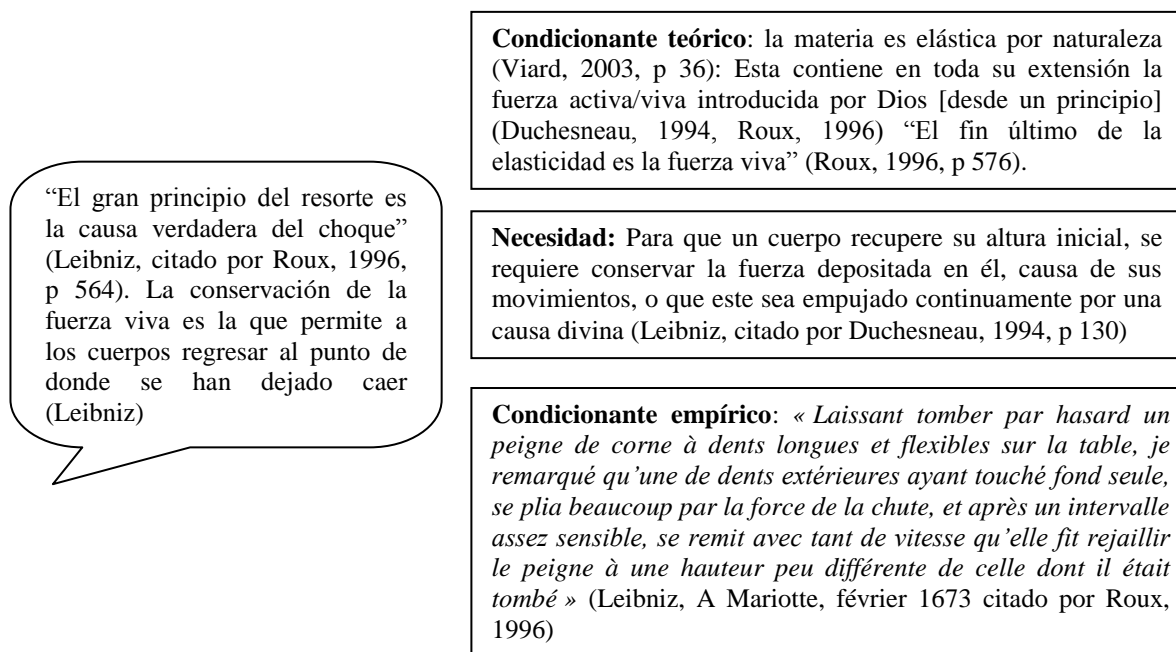 “El gran principio del resorte es
la causa verdadera del choque”
(Leibniz, citado por Roux, 1996,
p 564). La conservación de la
fuerza viva es la que permite a
los cuerpos regresar al punto de
donde se han dejado caer
(Leibniz)
Condicionante teórico: la materia es elástica por naturaleza
(Viard, 2003, p 36): Esta contiene en toda su extensión la
fuerza activa/viva introducida por Dios [desde un principio]
(Duchesneau, 1994, Roux, 1996) “El fin último de la
elasticidad es la fuerza viva” (Roux, 1996, p 576).
Necesidad: Para que un cuerpo recupere su altura inicial, se
requiere conservar la fuerza depositada en él, causa de sus
movimientos, o que este sea empujado continuamente por una
causa divina (Leibniz, citado por Duchesneau, 1994, p 130)
Condicionante empírico: « Laissant tomber par hasard un
peigne de corne à dents longues et flexibles sur la table, je
remarqué qu’une de dents extérieures ayant touché fond seule,
se plia beaucoup par la force de la chute, et après un intervalle
assez sensible, se remit avec tant de vitesse qu’elle fit rejaillir
le peigne à une hauteur peu différente de celle dont il était
tombé » (Leibniz, A Mariotte, février 1673 citado por Roux,
1996)